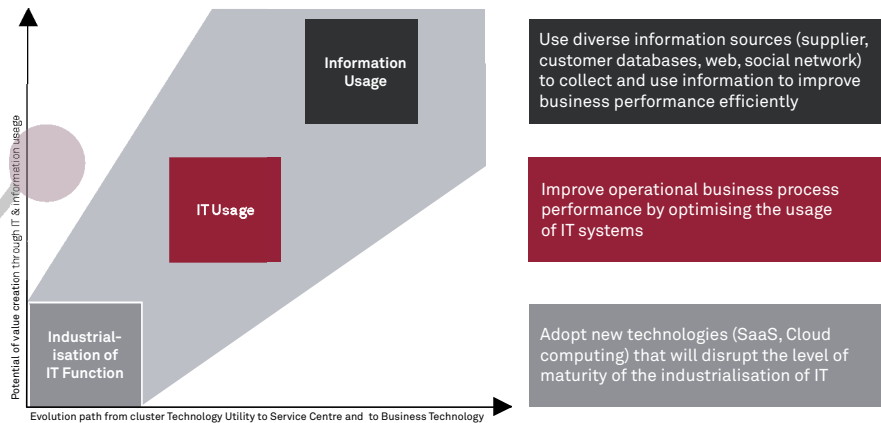 Potential of value creation through IT & information usage
Information
Usage
IT Usage
Industrial-
isation of
IT Function
Evolution path from cluster Technology Utility to Service Centre and to Business Technology
Use diverse information sources (supplier,
customer databases, web, social network)
to collect and use information to improve
business performance efficiently
Improve operational business process
performance by optimising the usage
of IT systems
Adopt new technologies (SaaS, Cloud
computing) that will disrupt the level of
maturity of the industrialisation of IT